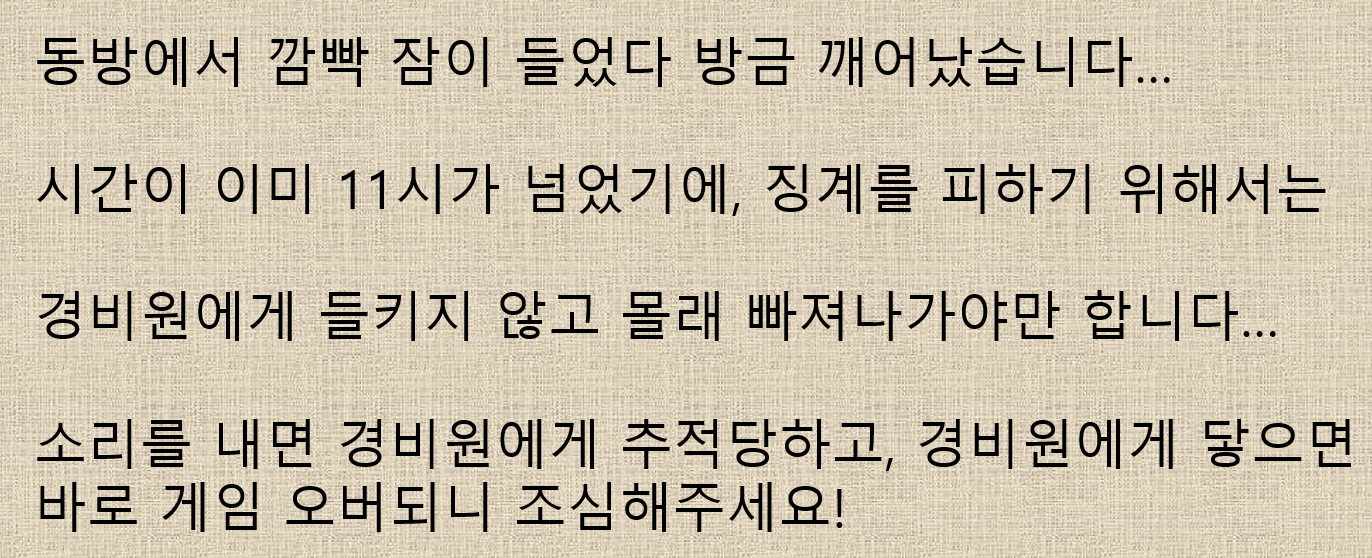 동방에서 깜빡 잠이 들었다 방금 깨어났습니다...
시간이 이미 11시가 넘었기에, 징계를 피하기 위해서는
경비원에게 들키지 않고 몰래 빠져나가야만 합니다...
소리를 내면 경비원에게 추적당하고, 경비원에게 닿으면
바로 게임 오버되니 조심해주세요!